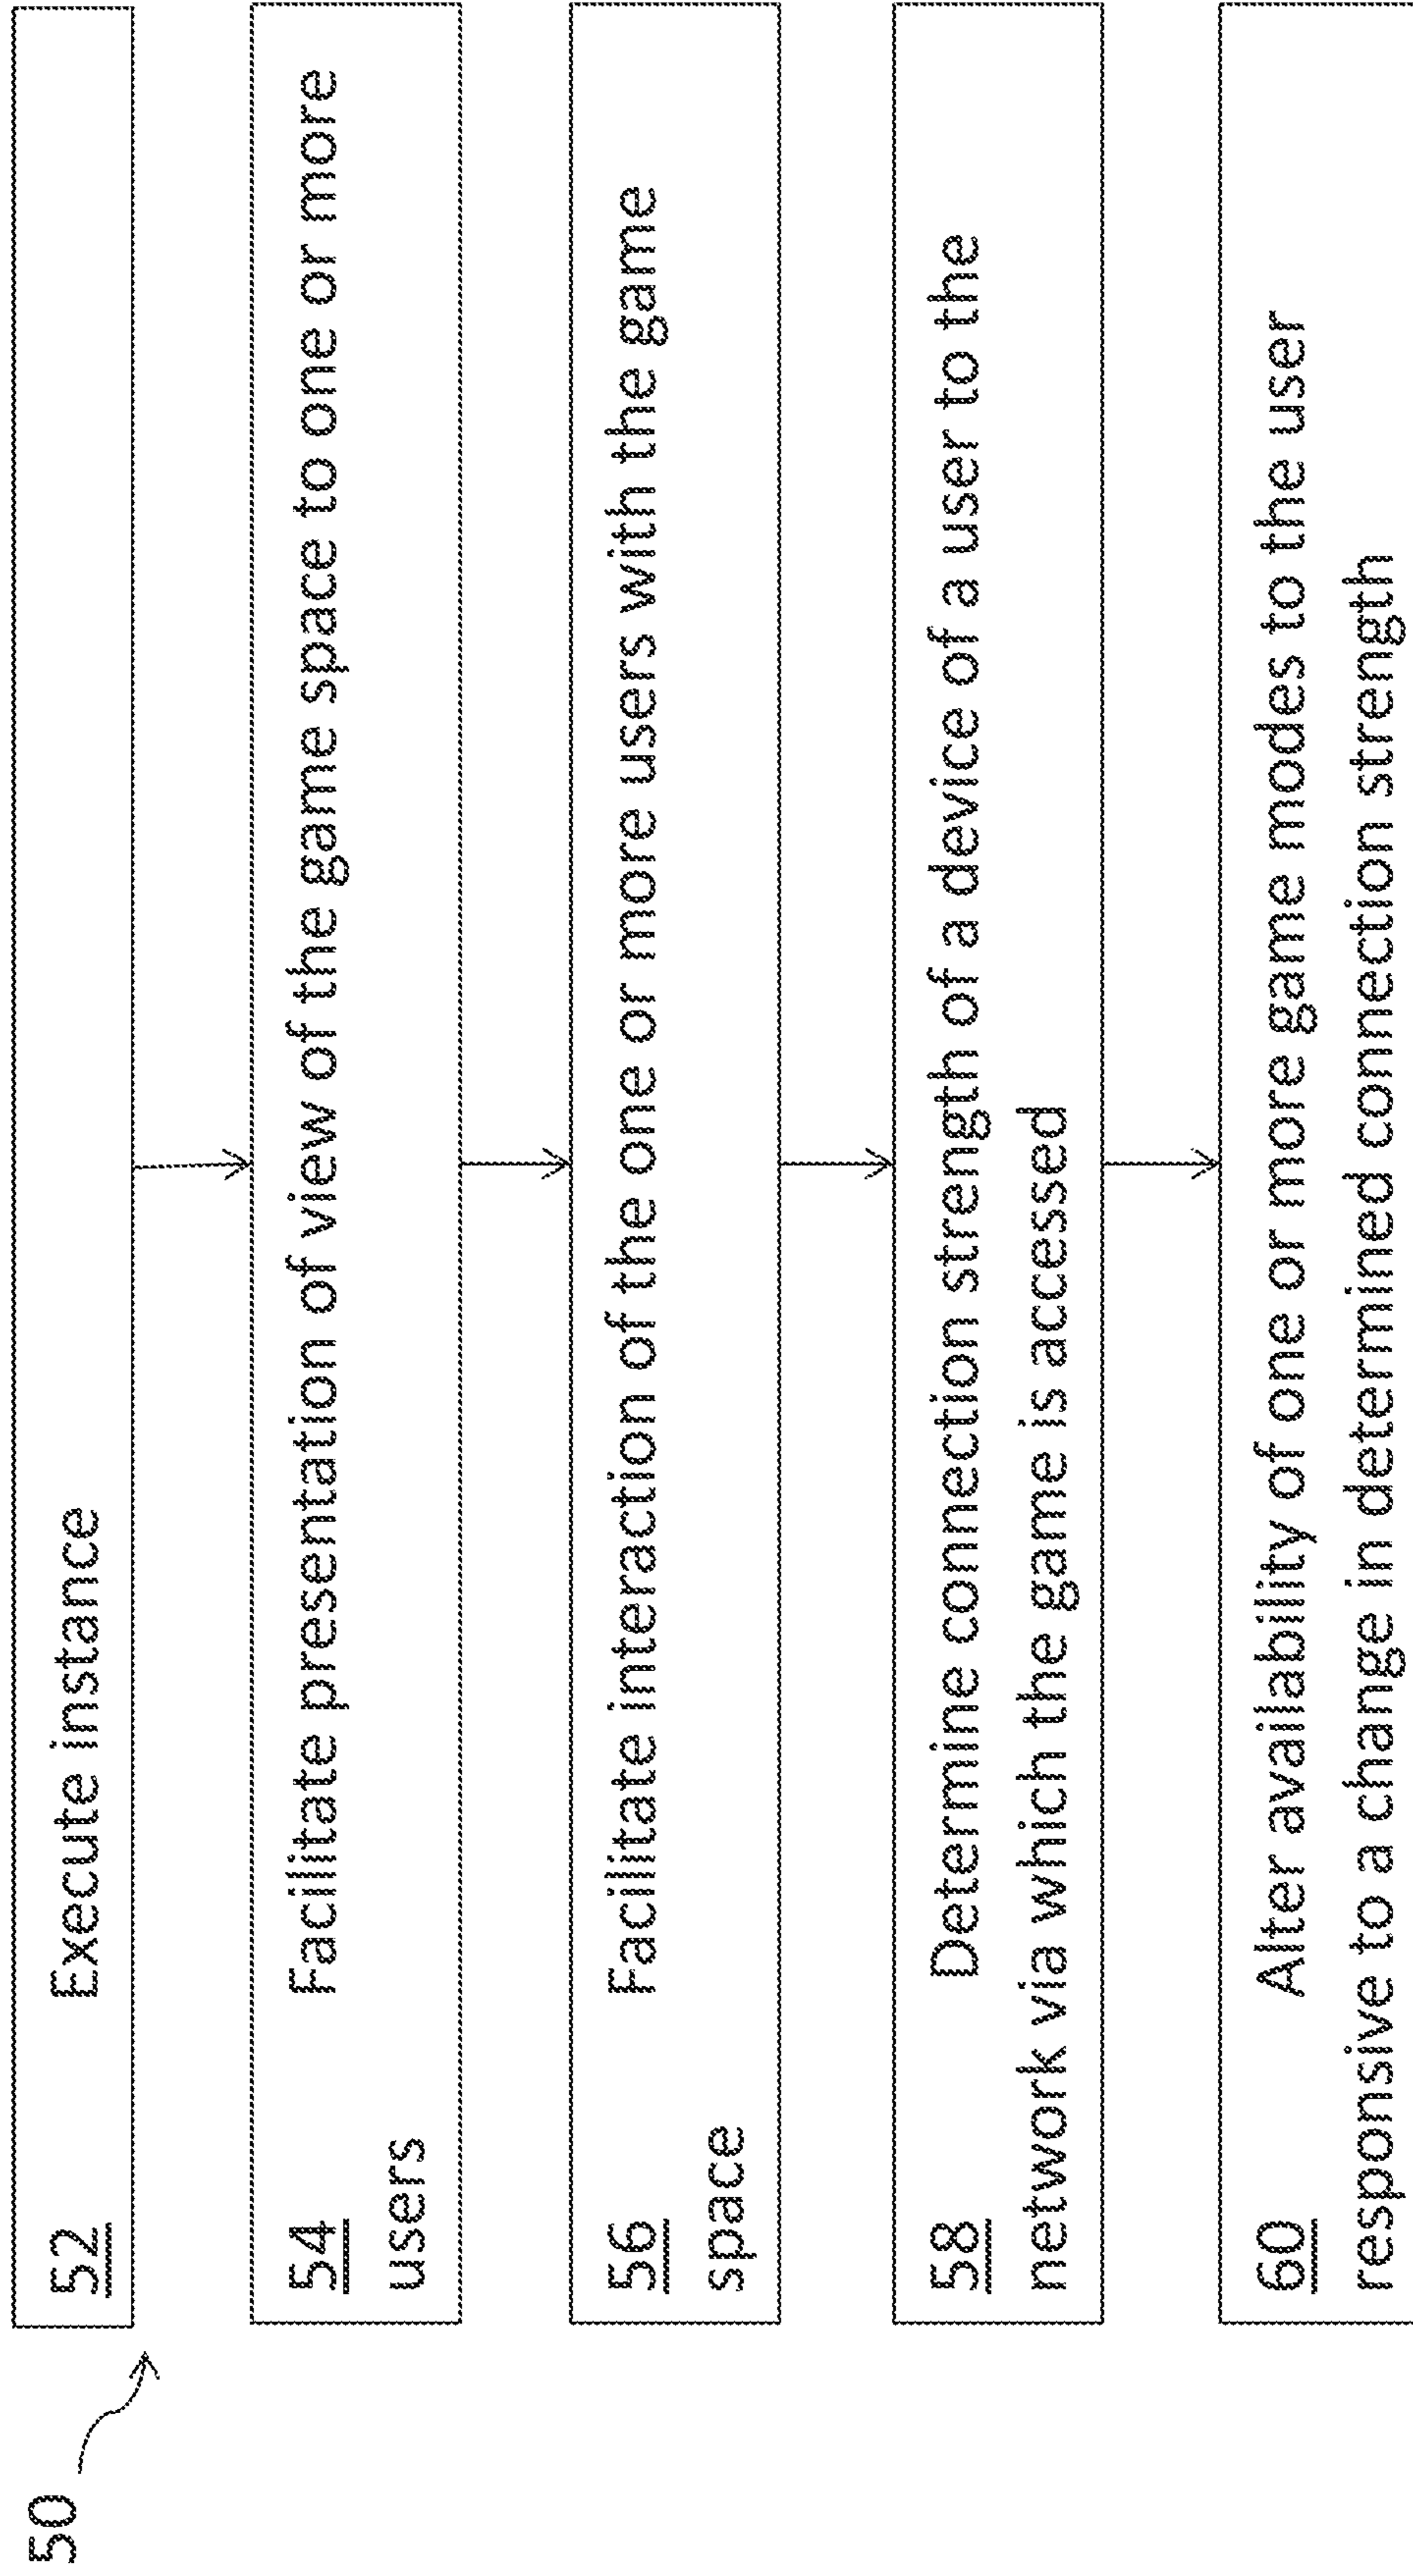 50
52 Execute instance
54 Facilitate presentation of view of the game space to one or more
users
56 Facilitate interaction of the one or more users with the game
space
58 Determine connection strength of a device of a user to the
network via which the game is accessed
60 Alter availability of one or more game modes to the user
responsive to a change in determined connection strength